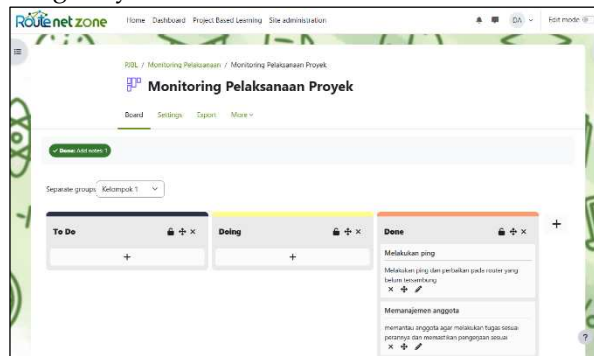 Routenet zone Home Dashboard Project Based Learning Site administration DA Edit mode
PjBL / Monitoring Pelaksanaan / Monitoring Pelaksanaan Proyek
Monitoring Pelaksanaan Proyek
Board Settings Export More
Done: Add notes: 1
Separate groups Kelompok 1
To Do Doing Done
Melakukan ping
Melakukan ping dan perbaikan pada router yang
belum tersambung
Memanajemen anggota
memantau anggota agar melakukan tugas sesuai
perannya dan memastikan pengerjaan sesuai